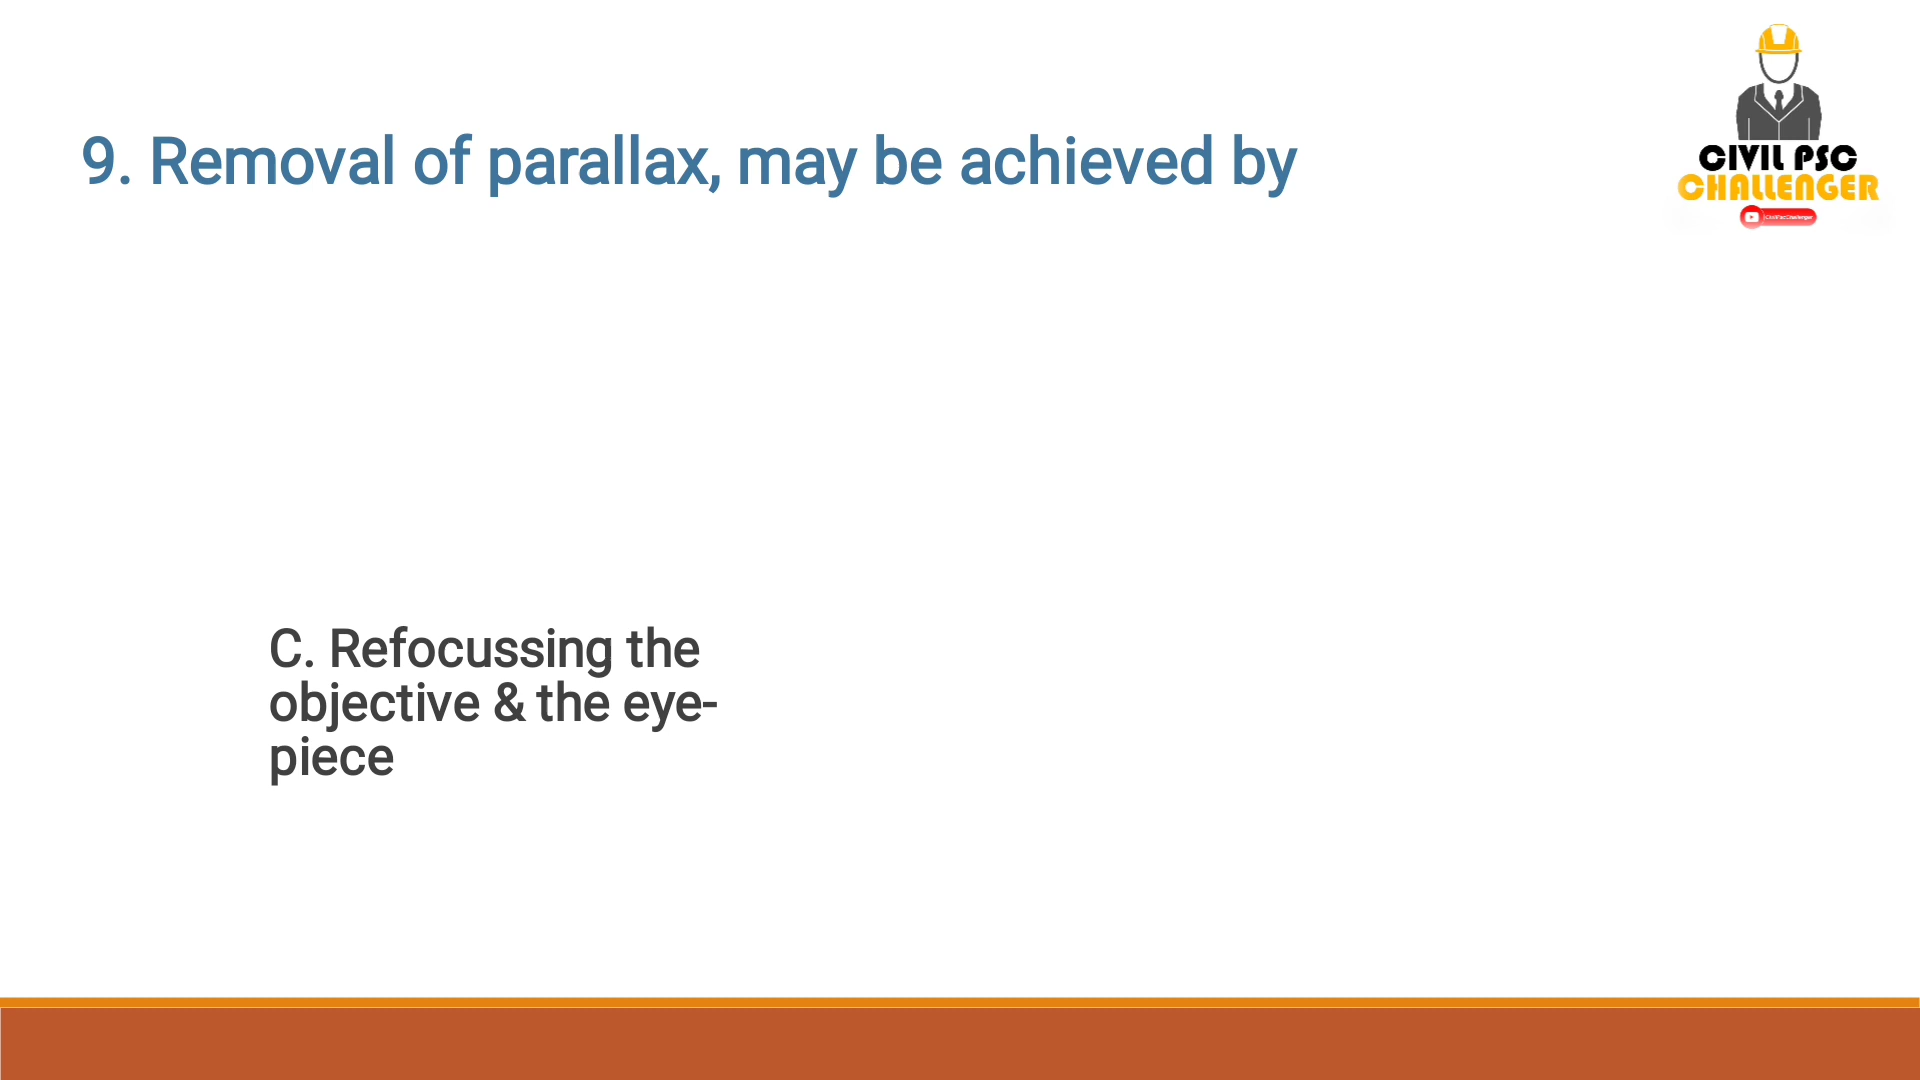 9. Removal of parallax, may be achieved by
CIVIL PSC
CHALLENGER
C. Refocussing the
objective & the eye-
piece